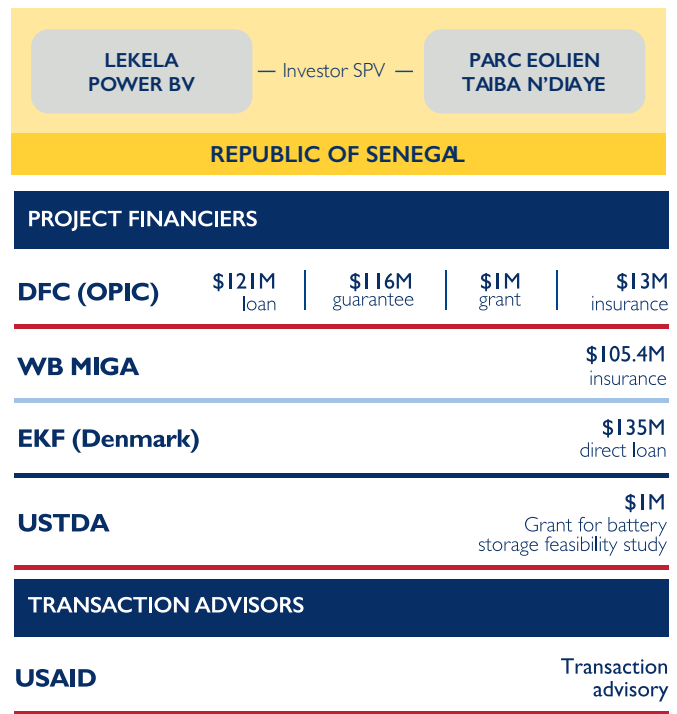 LEKELA
POWER BV
— Investor SPV —
PARC EOLIEN
TAIBA N’DIAYE
REPUBLIC OF SENEGAL
PROJECT FINANCIERS
DFC (OPIC)
$121M
loan
$116M
guarantee
$1M
grant
$13M
insurance
WB MIGA
$105.4M
insurance
EKF (Denmark)
$135M
direct loan
USTDA
$1M
Grant for battery
storage feasibility study
TRANSACTION ADVISORS
USAID
Transaction
advisory